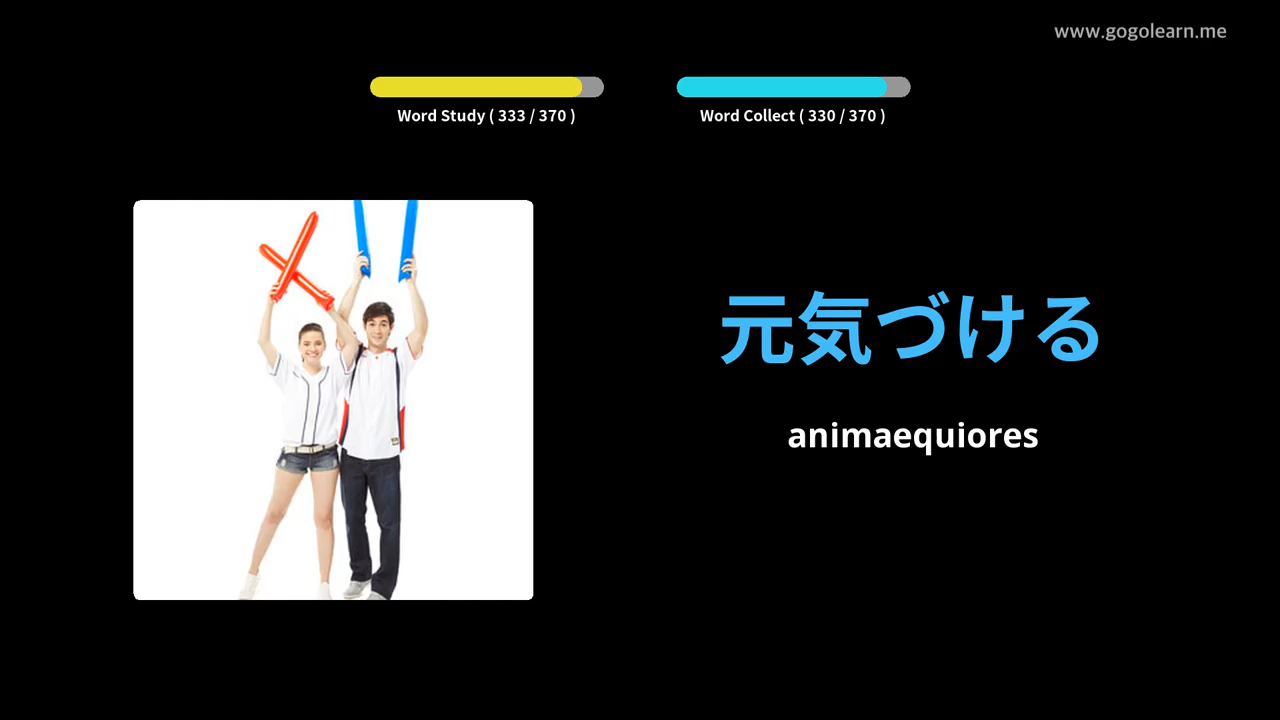 www.gogolearn.me
Word Study ( 333 / 370 )
Word Collect ( 330 / 370 )
元気づける
animaequiores